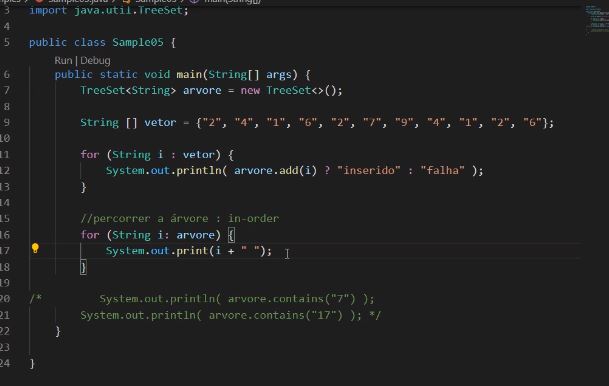 Sample05.java
Sample05
main(String[])
3 import java.util.TreeSet;
4
5 public class Sample05 {
Run | Debug
6 public static void main(String[] args) {
7 TreeSet<String> arvore = new TreeSet<>();
8
9 String [] vetor = {"2", "4", "1", "6", "2", "7", "9", "4", "1", "2", "6"};
10
11 for (String i : vetor) {
12 System.out.println( arvore.add(i) ? "inserido" : "falha" );
13 }
14
15 //percorrer a árvore : in-order
16 for (String i: arvore) {
17 System.out.print(i + " ");
18 }
19
20 /* System.out.println( arvore.contains("7") );
21 System.out.println( arvore.contains("17") ); */
22 }
23
24 }